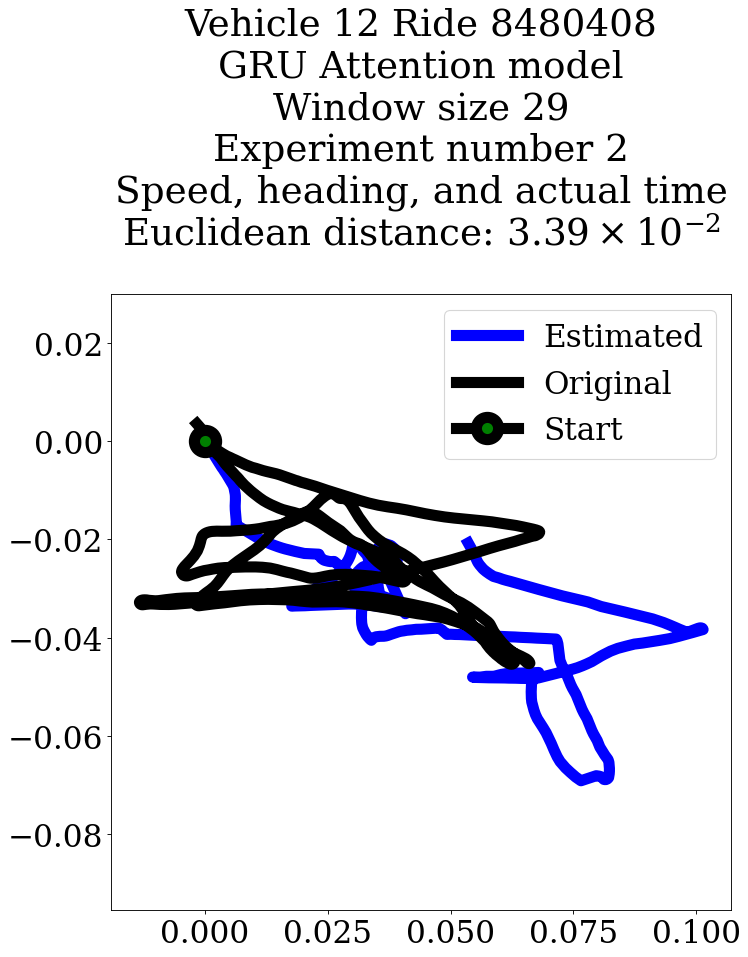 Vehicle 12 Ride 8480408
GRU Attention model
Window size 29
Experiment number 2
Speed, heading, and actual time
Euclidean distance: 3.39 × 10⁻²
Estimated
Original
Start
0.02
0.00
−0.02
−0.04
−0.06
−0.08
0.000 0.025 0.050 0.075 0.100